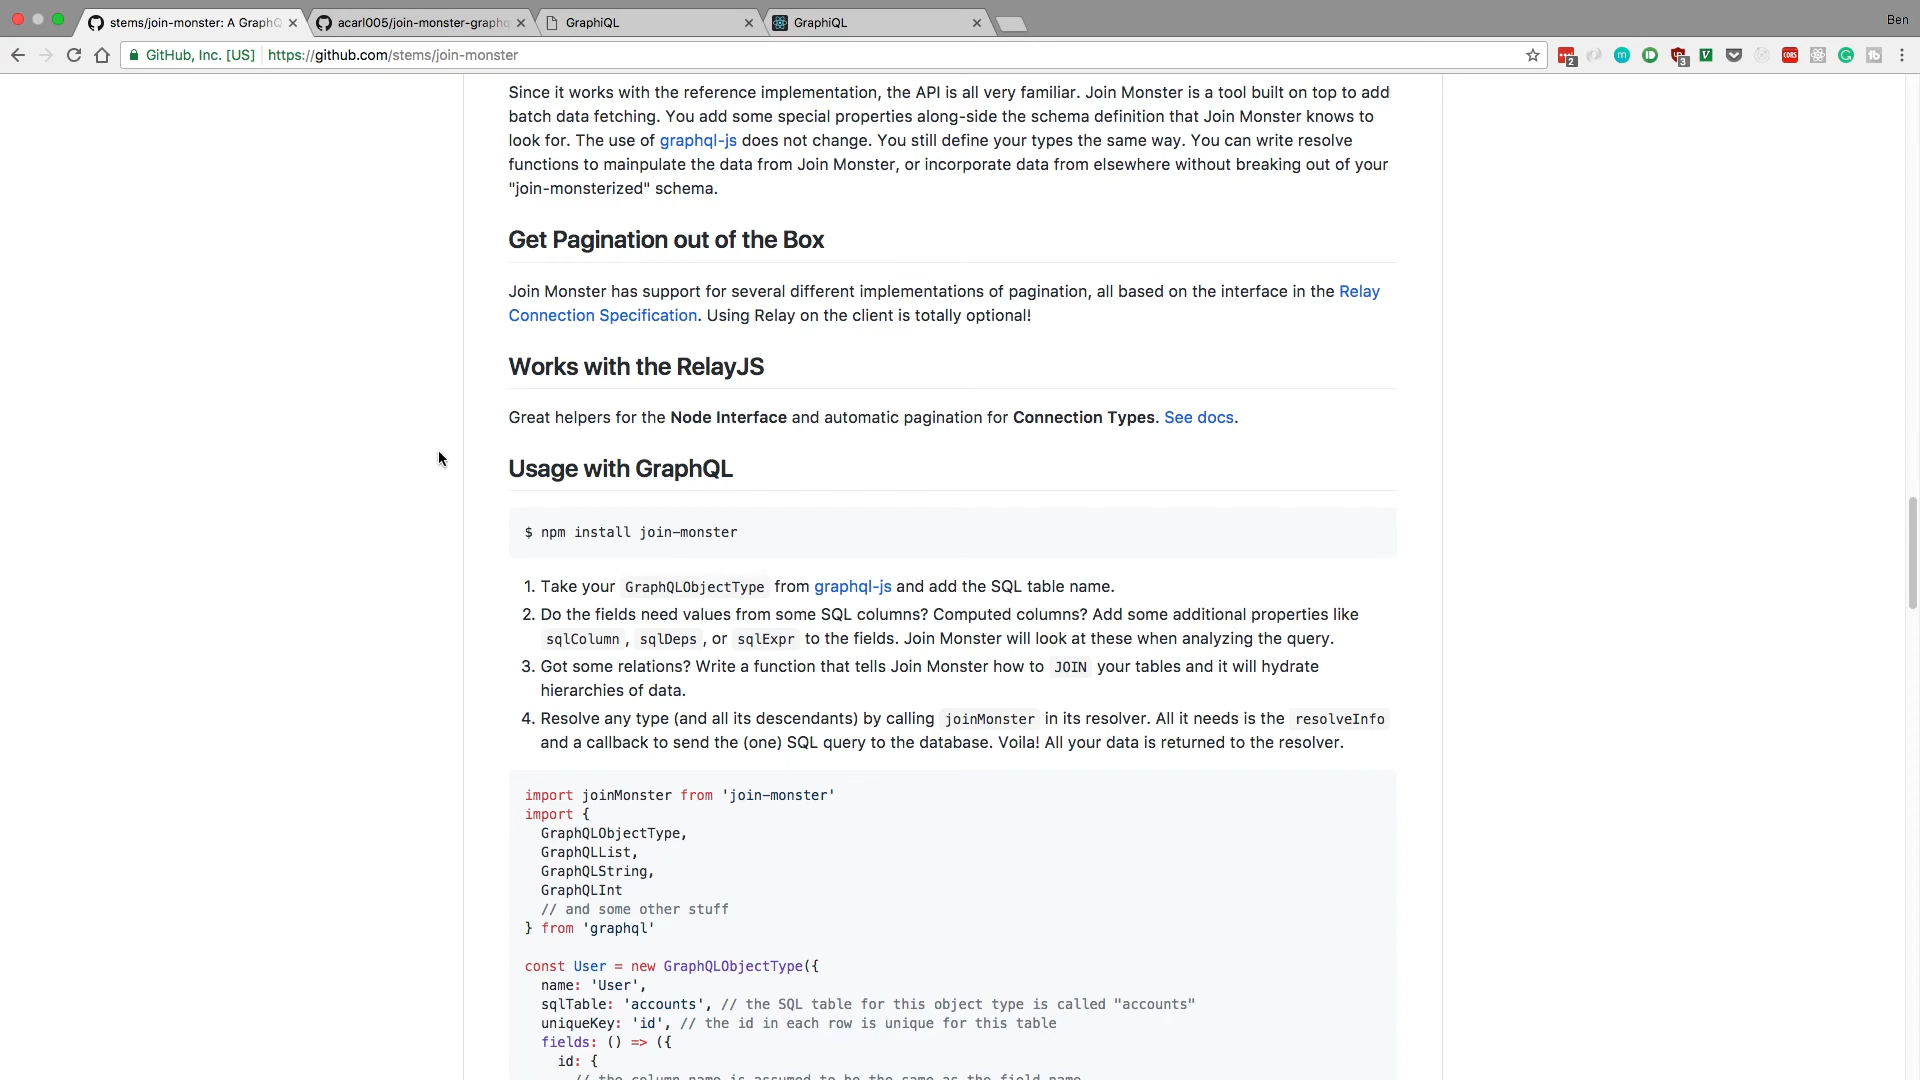 stems/join-monster: A GraphQ
acarl005/join-monster-graphq
GraphiQL
GraphiQL
Ben
GitHub, Inc. [US] https://github.com/stems/join-monster
Since it works with the reference implementation, the API is all very familiar. Join Monster is a tool built on top to add
batch data fetching. You add some special properties along-side the schema definition that Join Monster knows to
look for. The use of graphql-js does not change. You still define your types the same way. You can write resolve
functions to mainpulate the data from Join Monster, or incorporate data from elsewhere without breaking out of your
"join-monsterized" schema.
Get Pagination out of the Box
Join Monster has support for several different implementations of pagination, all based on the interface in the Relay
Connection Specification. Using Relay on the client is totally optional!
Works with the RelayJS
Great helpers for the Node Interface and automatic pagination for Connection Types. See docs.
Usage with GraphQL
$ npm install join-monster
1. Take your GraphQLObjectType from graphql-js and add the SQL table name.
2. Do the fields need values from some SQL columns? Computed columns? Add some additional properties like
sqlColumn, sqlDeps, or sqlExpr to the fields. Join Monster will look at these when analyzing the query.
3. Got some relations? Write a function that tells Join Monster how to JOIN your tables and it will hydrate
hierarchies of data.
4. Resolve any type (and all its descendants) by calling joinMonster in its resolver. All it needs is the resolveInfo
and a callback to send the (one) SQL query to the database. Voila! All your data is returned to the resolver.
import joinMonster from 'join-monster'
import {
GraphQLObjectType,
GraphQLList,
GraphQLString,
GraphQLInt
// and some other stuff
} from 'graphql'
const User = new GraphQLObjectType({
name: 'User',
sqlTable: 'accounts', // the SQL table for this object type is called "accounts"
uniqueKey: 'id', // the id in each row is unique for this table
fields: () => ({
id: {
// the column name is assumed to be the same as the field name